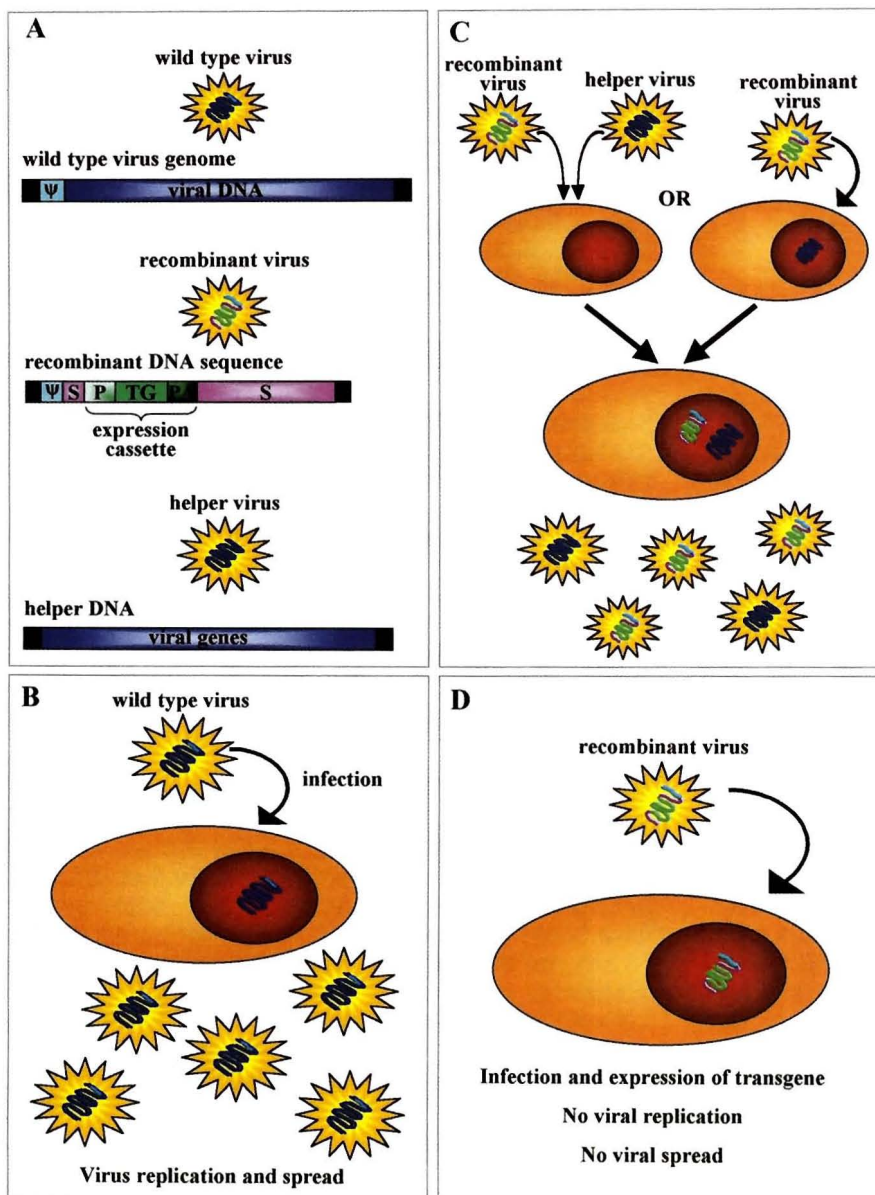 A
wild type virus
wild type virus genome
Ψ viral DNA
recombinant virus
recombinant DNA sequence
Ψ S P TG P S
expression
cassette
helper virus
helper DNA
viral genes
B
wild type virus
infection
Virus replication and spread
C
recombinant
virus
helper virus
recombinant
virus
OR
D
recombinant virus
Infection and expression of transgene
No viral replication
No viral spread